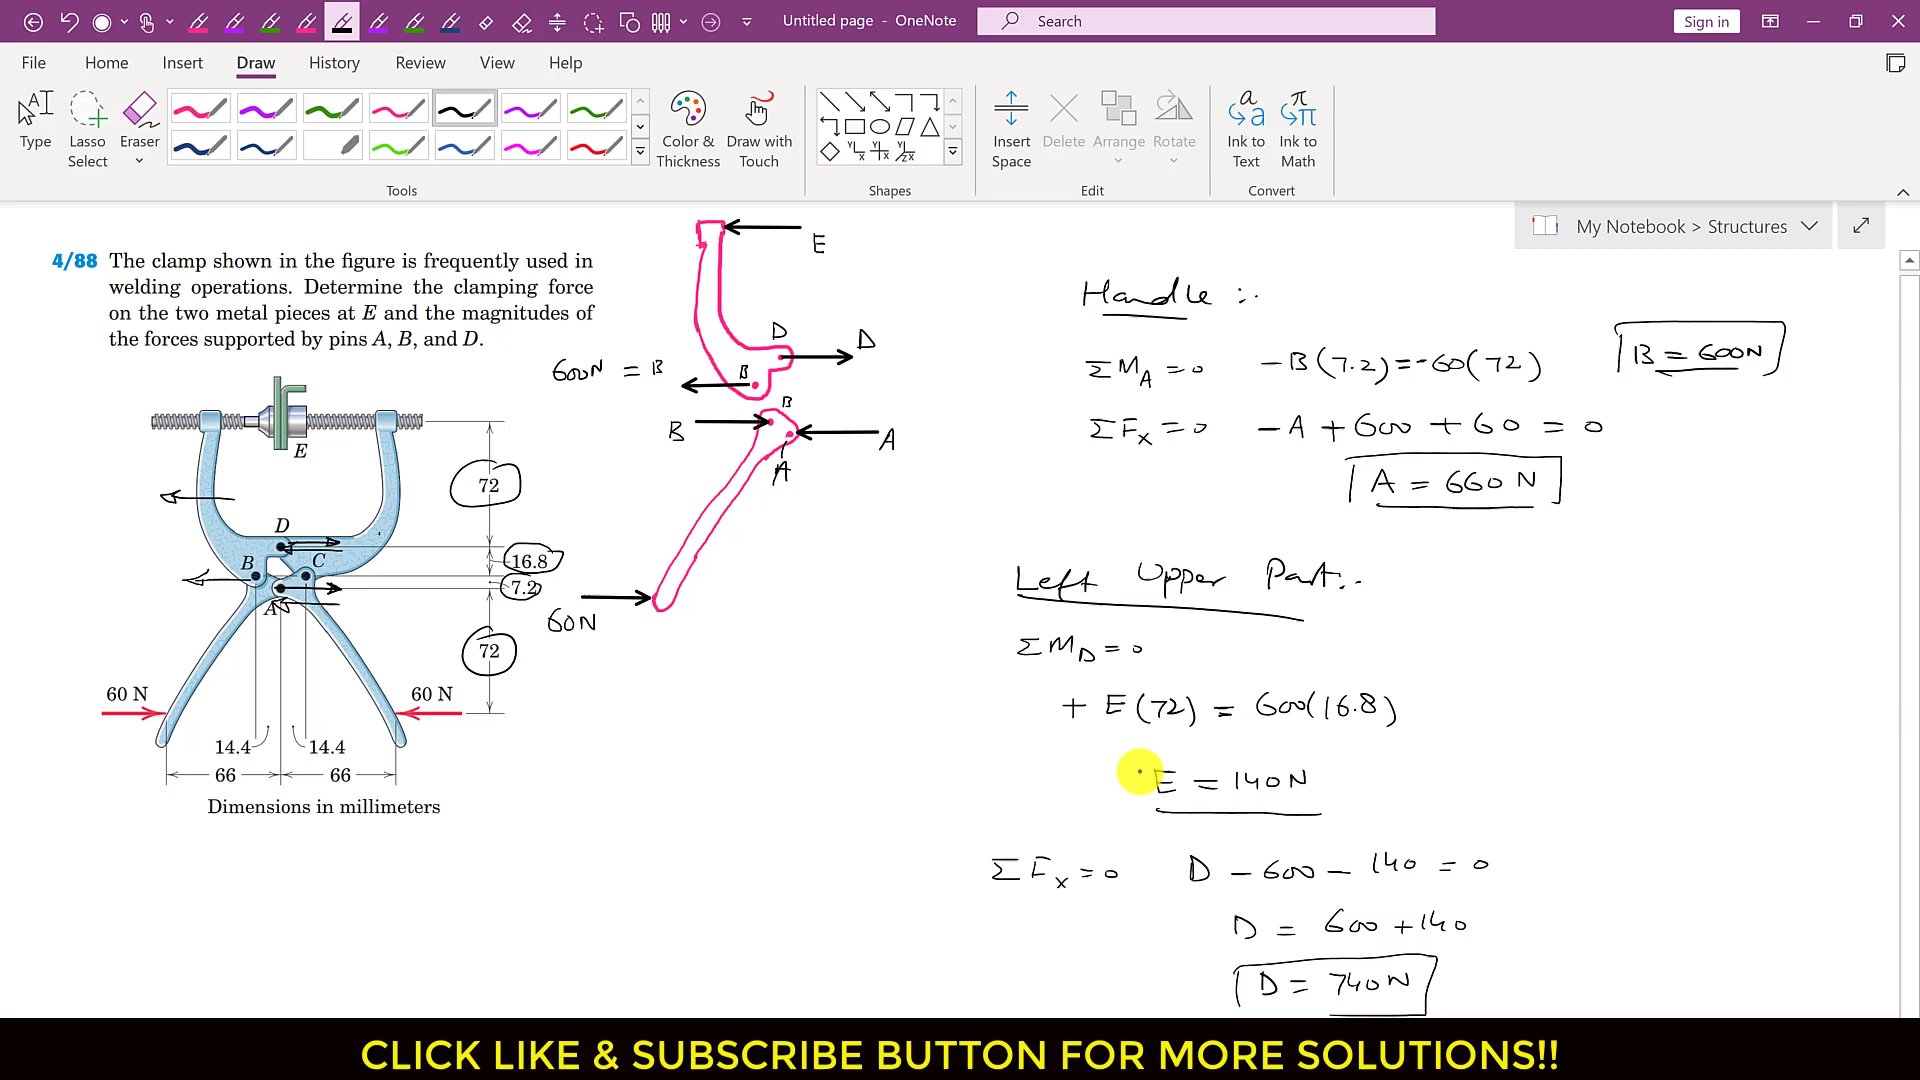 Untitled page - OneNote
Search
Sign in
File Home Insert Draw History Review View Help
Type
Lasso Select
Eraser
Color & Thickness
Draw with Touch
Insert Space
Delete
Arrange
Rotate
Ink to Text
Ink to Math
Tools
Shapes
Edit
Convert
My Notebook > Structures
4/88 The clamp shown in the figure is frequently used in
welding operations. Determine the clamping force
on the two metal pieces at E and the magnitudes of
the forces supported by pins A, B, and D.
E
72
D
16.8
B
C
7.2
A
72
60 N
60 N
14.4
14.4
66
66
Dimensions in millimeters
E
D
D
600N = B
B
B
B
A
A
60N
Handle :-
ΣM_A = 0 -B(7.2) = -60(72)
B = 600N
ΣF_x = 0 -A + 600 + 60 = 0
A = 660N
Left Upper Part:-
ΣM_D = 0
+ E(72) = 600(16.8)
E = 140N
ΣF_x = 0 D - 600 - 140 = 0
D = 600 + 140
D = 740N
CLICK LIKE & SUBSCRIBE BUTTON FOR MORE SOLUTIONS!!